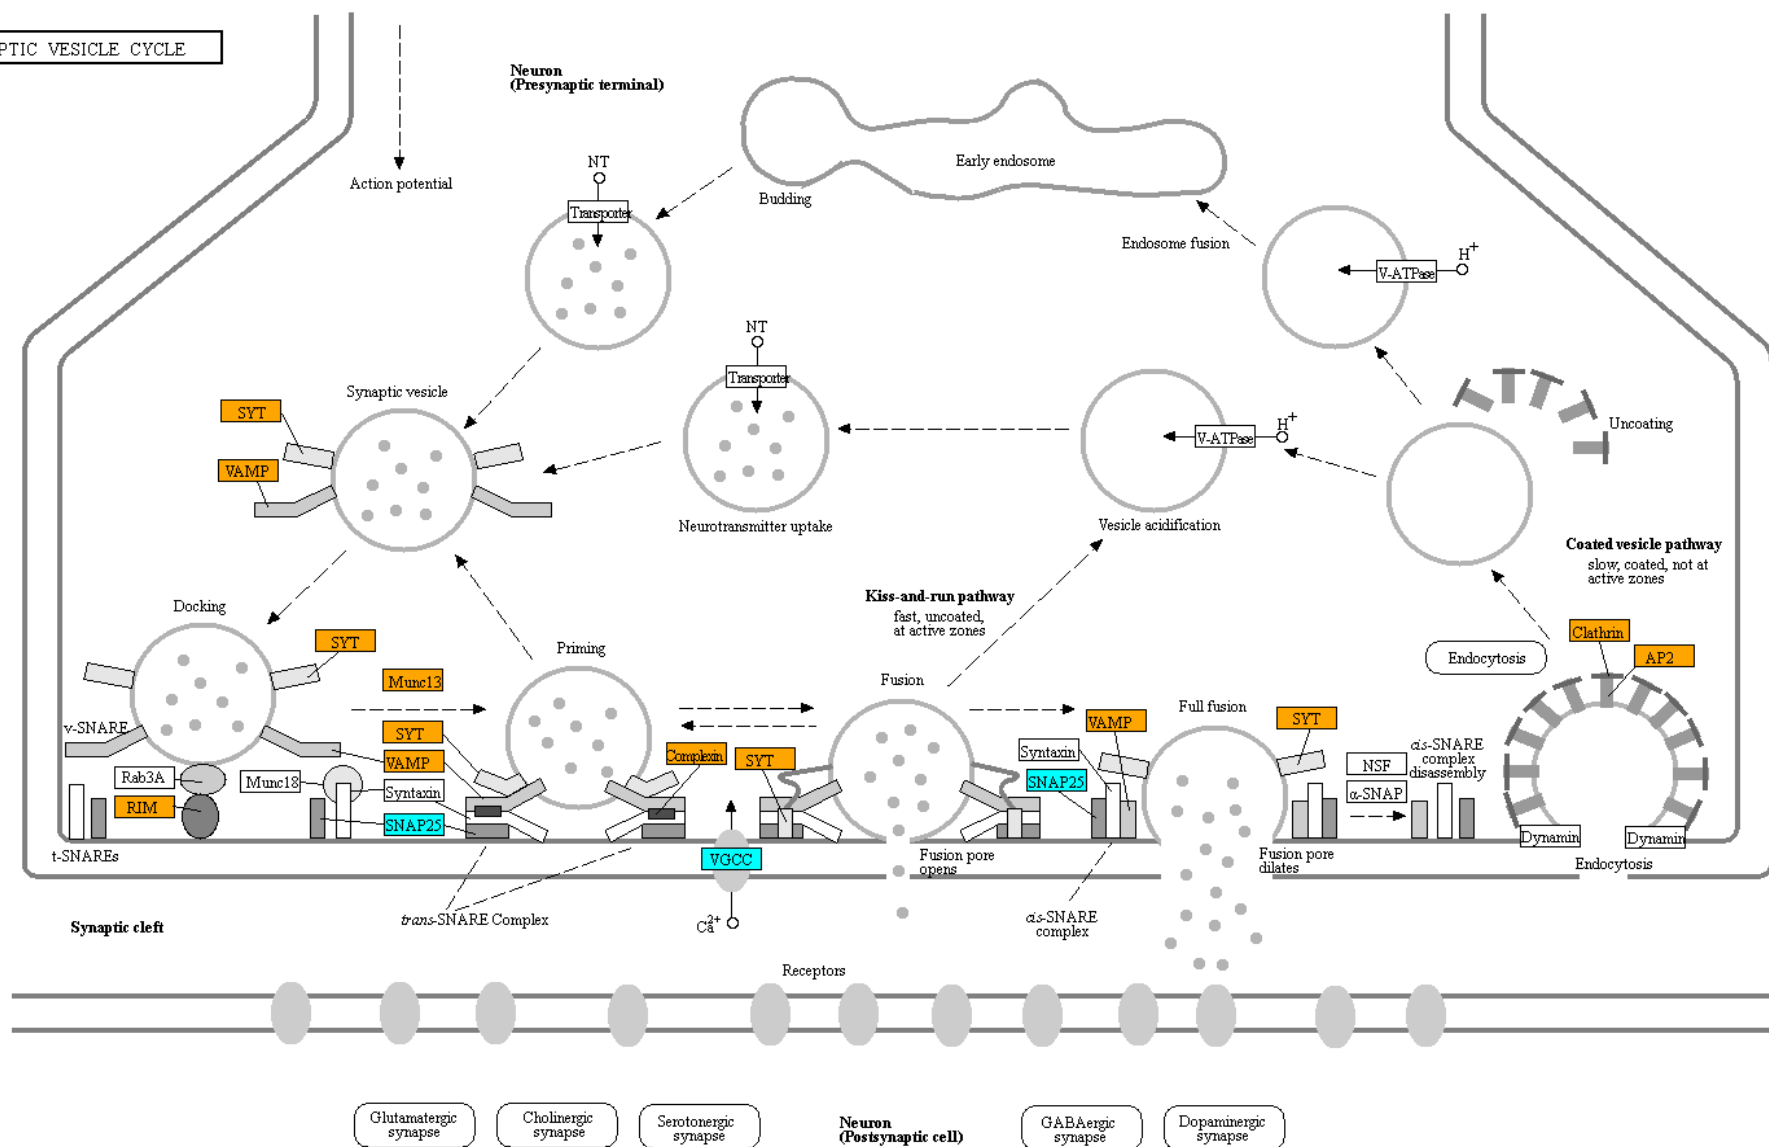 PTIC VESICLE CYCLE
Neuron
(Presynaptic terminal)
Action potential
NT
Transporter
Budding
Early endosome
Endosome fusion
V-ATPase
H+
NT
Transporter
Neurotransmitter uptake
V-ATPase
H+
Vesicle acidification
Uncoating
Synaptic vesicle
SYT
VAMP
Coated vesicle pathway
slow, coated, not at
active zones
Kiss-and-run pathway
fast, uncoated,
at active zones
Docking
SYT
Munc13
Priming
Fusion
Full fusion
Endocytosis
Clathrin
AP2
v-SNARE
SYT
VAMP
Complexin
SYT
VAMP
SYT
Rab3A
Munc18
Syntaxin
RIM
SNAP25
Syntaxin
SNAP25
NSF
α-SNAP
cis-SNARE
complex
disassembly
Dynamin
Dynamin
t-SNAREs
VGCC
Fusion pore
opens
Fusion pore
dilates
Endocytosis
trans-SNARE Complex
Ca2+
cis-SNARE
complex
Synaptic cleft
Receptors
Glutamatergic
synapse
Cholinergic
synapse
Serotonergic
synapse
Neuron
(Postsynaptic cell)
GABAergic
synapse
Dopaminergic
synapse